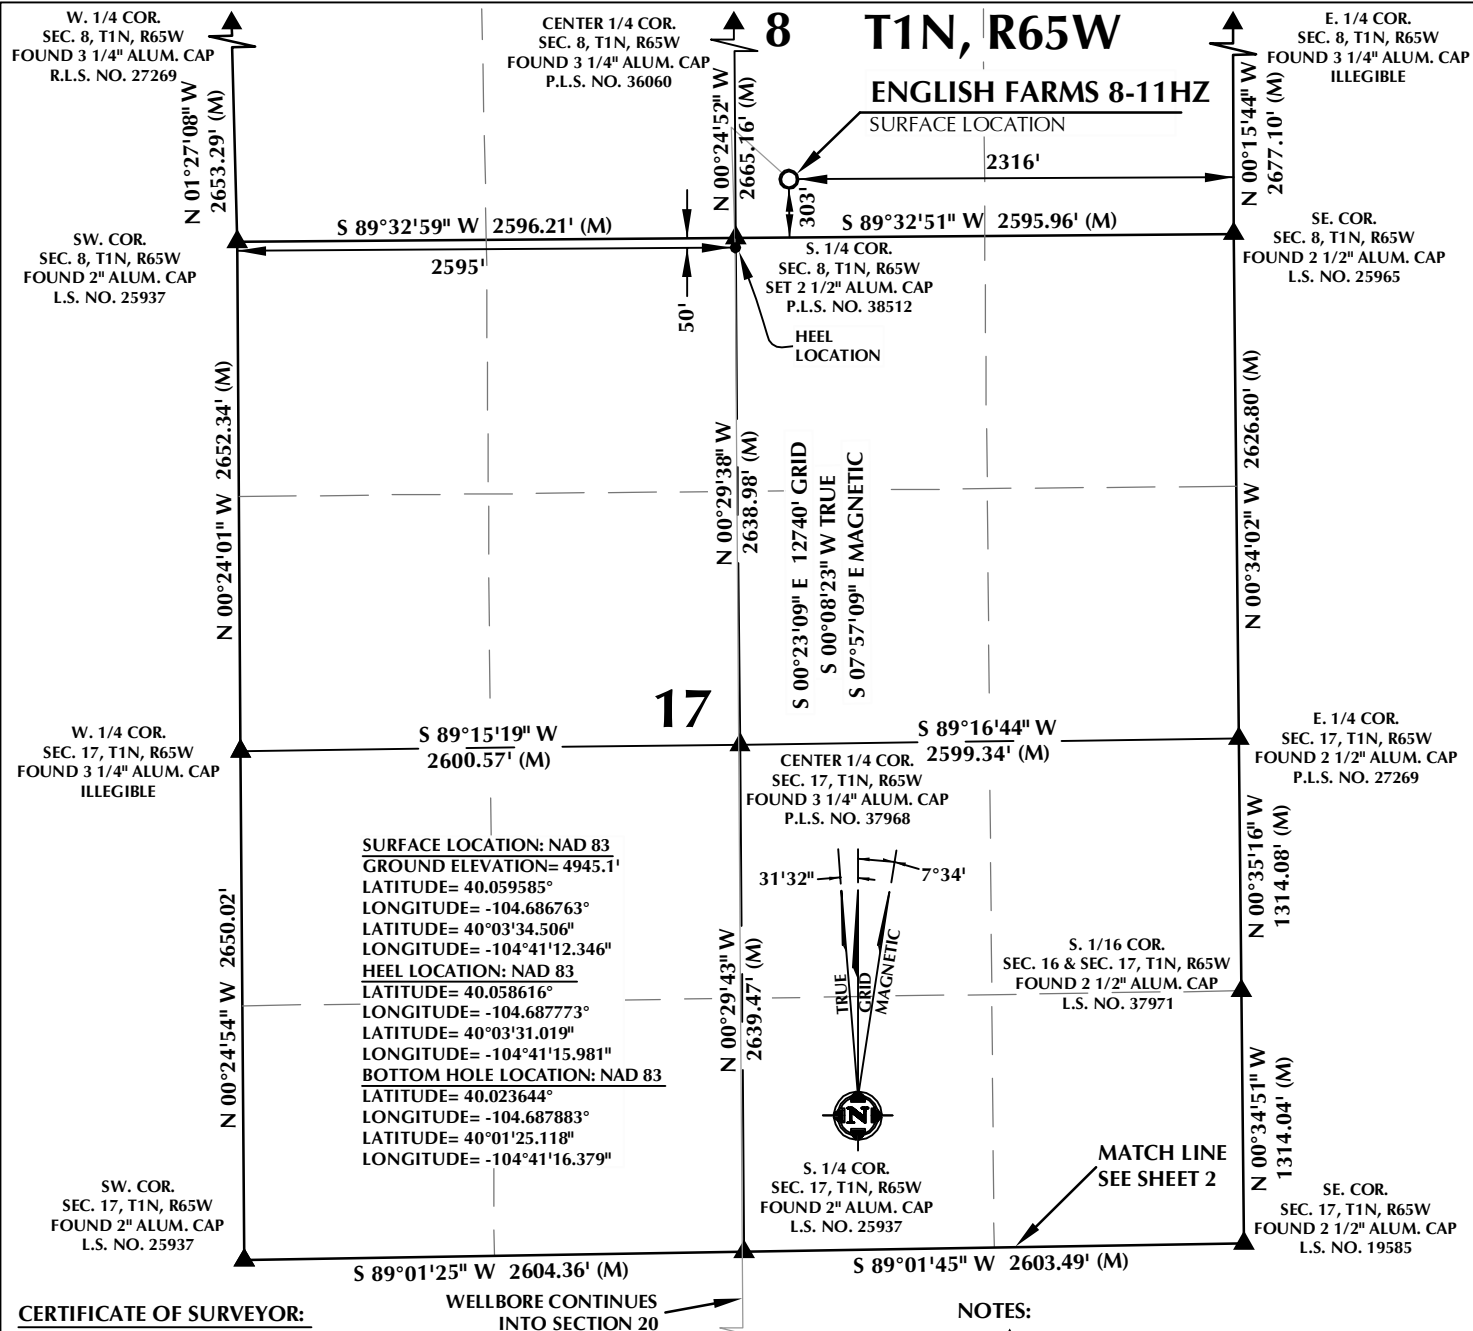 W. 1/4 COR.
SEC. 8, T1N, R65W
FOUND 3 1/4" ALUM. CAP
R.L.S. NO. 27269
CENTER 1/4 COR.
SEC. 8, T1N, R65W
FOUND 3 1/4" ALUM. CAP
P.L.S. NO. 36060
8
T1N, R65W
E. 1/4 COR.
SEC. 8, T1N, R65W
FOUND 3 1/4" ALUM. CAP
ILLEGIBLE
ENGLISH FARMS 8-11HZ
SURFACE LOCATION
N 01°27'08" W
2653.29' (M)
N 00°24'52" W
2665.16' (M)
N 00°15'44" W
2677.10' (M)
2316'
303'
S 89°32'59" W 2596.21' (M)
S 89°32'51" W 2595.96' (M)
SW. COR.
SEC. 8, T1N, R65W
FOUND 2" ALUM. CAP
L.S. NO. 25937
2595'
50'
S. 1/4 COR.
SEC. 8, T1N, R65W
SET 2 1/2" ALUM. CAP
P.L.S. NO. 38512
SE. COR.
SEC. 8, T1N, R65W
FOUND 2 1/2" ALUM. CAP
L.S. NO. 25965
HEEL
LOCATION
N 00°24'01" W 2652.34' (M)
N 00°29'38" W
2638.98' (M)
S 00°23'09" E 12740' GRID
S 00°08'23" W TRUE
S 07°57'09" E MAGNETIC
N 00°34'02" W 2626.80' (M)
17
W. 1/4 COR.
SEC. 17, T1N, R65W
FOUND 3 1/4" ALUM. CAP
ILLEGIBLE
S 89°15'19" W
2600.57' (M)
S 89°16'44" W
2599.34' (M)
CENTER 1/4 COR.
SEC. 17, T1N, R65W
FOUND 3 1/4" ALUM. CAP
P.L.S. NO. 37968
E. 1/4 COR.
SEC. 17, T1N, R65W
FOUND 2 1/2" ALUM. CAP
P.L.S. NO. 27269
SURFACE LOCATION: NAD 83
GROUND ELEVATION= 4945.1'
LATITUDE= 40.059585°
LONGITUDE= -104.686763°
LATITUDE= 40°03'34.506"
LONGITUDE= -104°41'12.346"
HEEL LOCATION: NAD 83
LATITUDE= 40.058616°
LONGITUDE= -104.687773°
LATITUDE= 40°03'31.019"
LONGITUDE= -104°41'15.981"
BOTTOM HOLE LOCATION: NAD 83
LATITUDE= 40.023644°
LONGITUDE= -104.687883°
LATITUDE= 40°01'25.118"
LONGITUDE= -104°41'16.379"
31'32"
7°34'
TRUE
GRID
MAGNETIC
N
N 00°24'54" W 2650.02'
N 00°29'43" W
2639.47' (M)
N 00°35'16" W
1314.08' (M)
S. 1/16 COR.
SEC. 16 & SEC. 17, T1N, R65W
FOUND 2 1/2" ALUM. CAP
L.S. NO. 37971
N 00°34'51" W
1314.04' (M)
MATCH LINE
SEE SHEET 2
SW. COR.
SEC. 17, T1N, R65W
FOUND 2" ALUM. CAP
L.S. NO. 25937
S. 1/4 COR.
SEC. 17, T1N, R65W
FOUND 2" ALUM. CAP
L.S. NO. 25937
SE. COR.
SEC. 17, T1N, R65W
FOUND 2 1/2" ALUM. CAP
L.S. NO. 19585
S 89°01'25" W 2604.36' (M)
S 89°01'45" W 2603.49' (M)
CERTIFICATE OF SURVEYOR:
WELLBORE CONTINUES
INTO SECTION 20
NOTES: